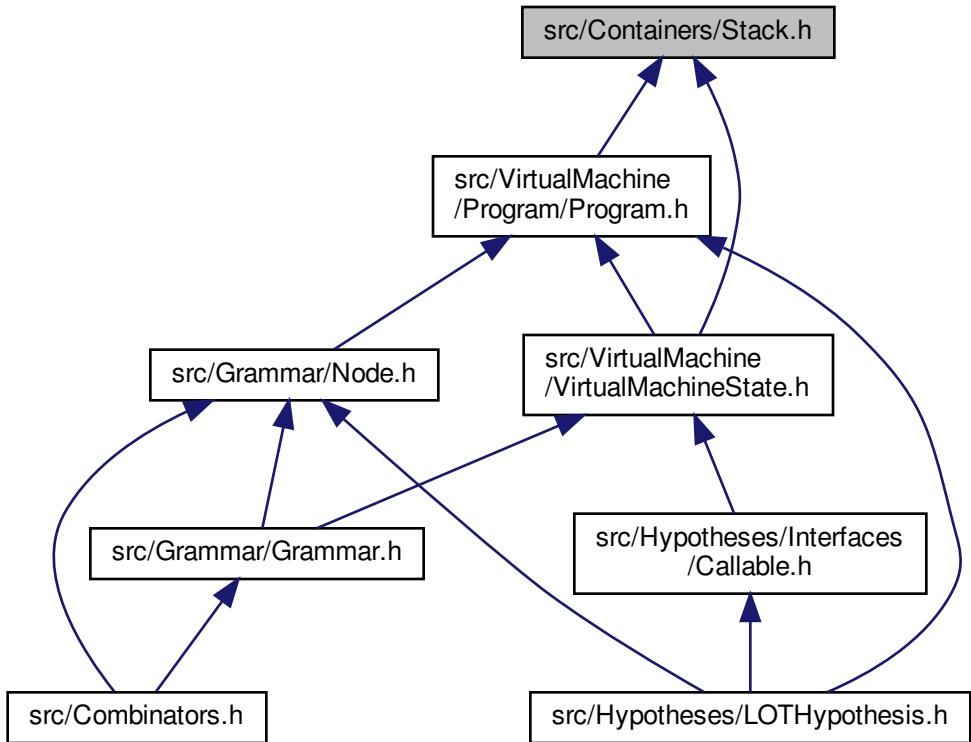 src/Containers/Stack.h
src/VirtualMachine
/Program/Program.h
src/Grammar/Node.h
src/VirtualMachine
/VirtualMachineState.h
src/Grammar/Grammar.h
src/Hypotheses/Interfaces
/Callable.h
src/Combinators.h
src/Hypotheses/LOTHypothesis.h